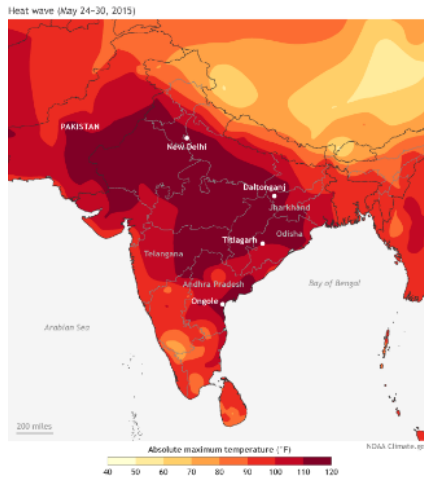 Heat wave (May 24-30, 2015)
PAKISTAN
New Delhi
Daltonganj
Jharkhand
Titlagarh
Odisha
Telangana
Andhra Pradesh
Bay of Bengal
Ongole
Arabian Sea
200 miles
NOAA Climate.go
Absolute maximum temperature (°F)
40 50 60 70 80 90 100 110 120